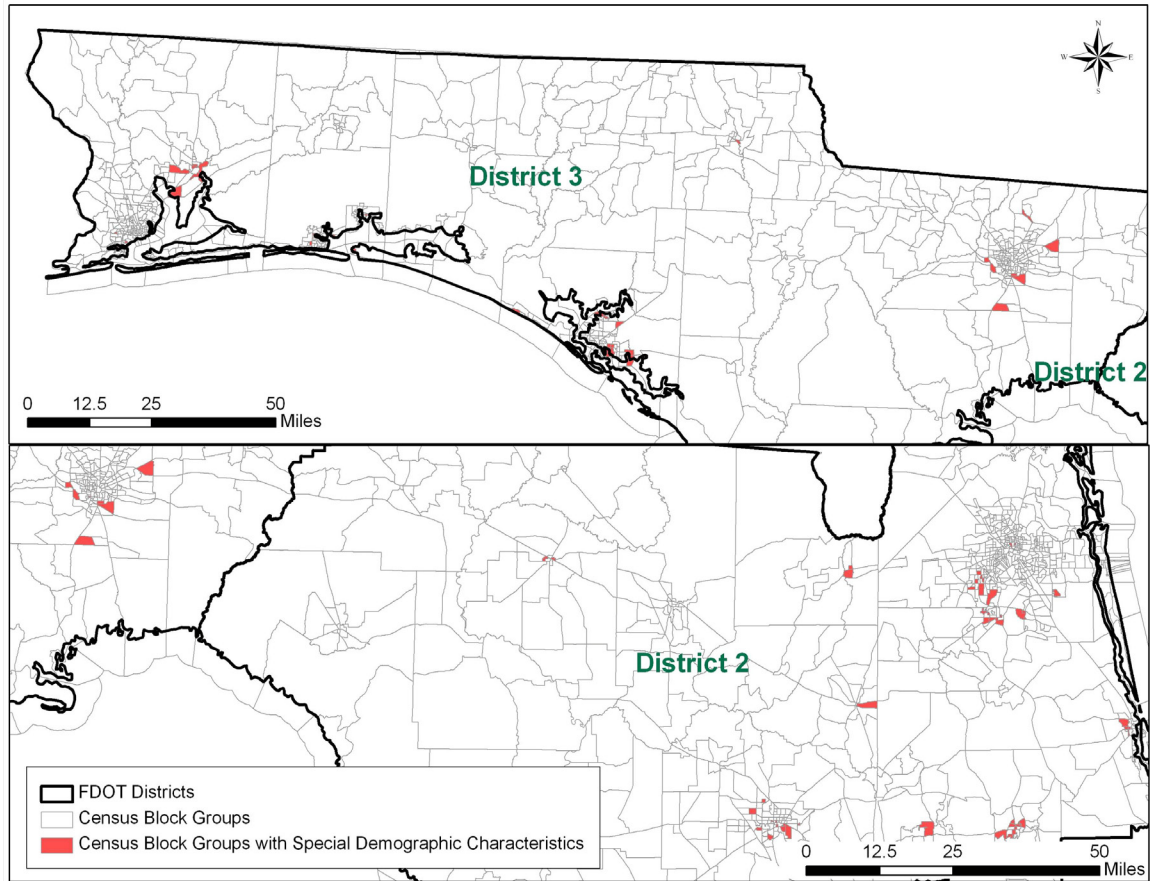 N
W E
S
District 3
District 2
0 12.5 25 50
Miles
District 2
FDOT Districts
Census Block Groups
Census Block Groups with Special Demographic Characteristics
0 12.5 25 50
Miles